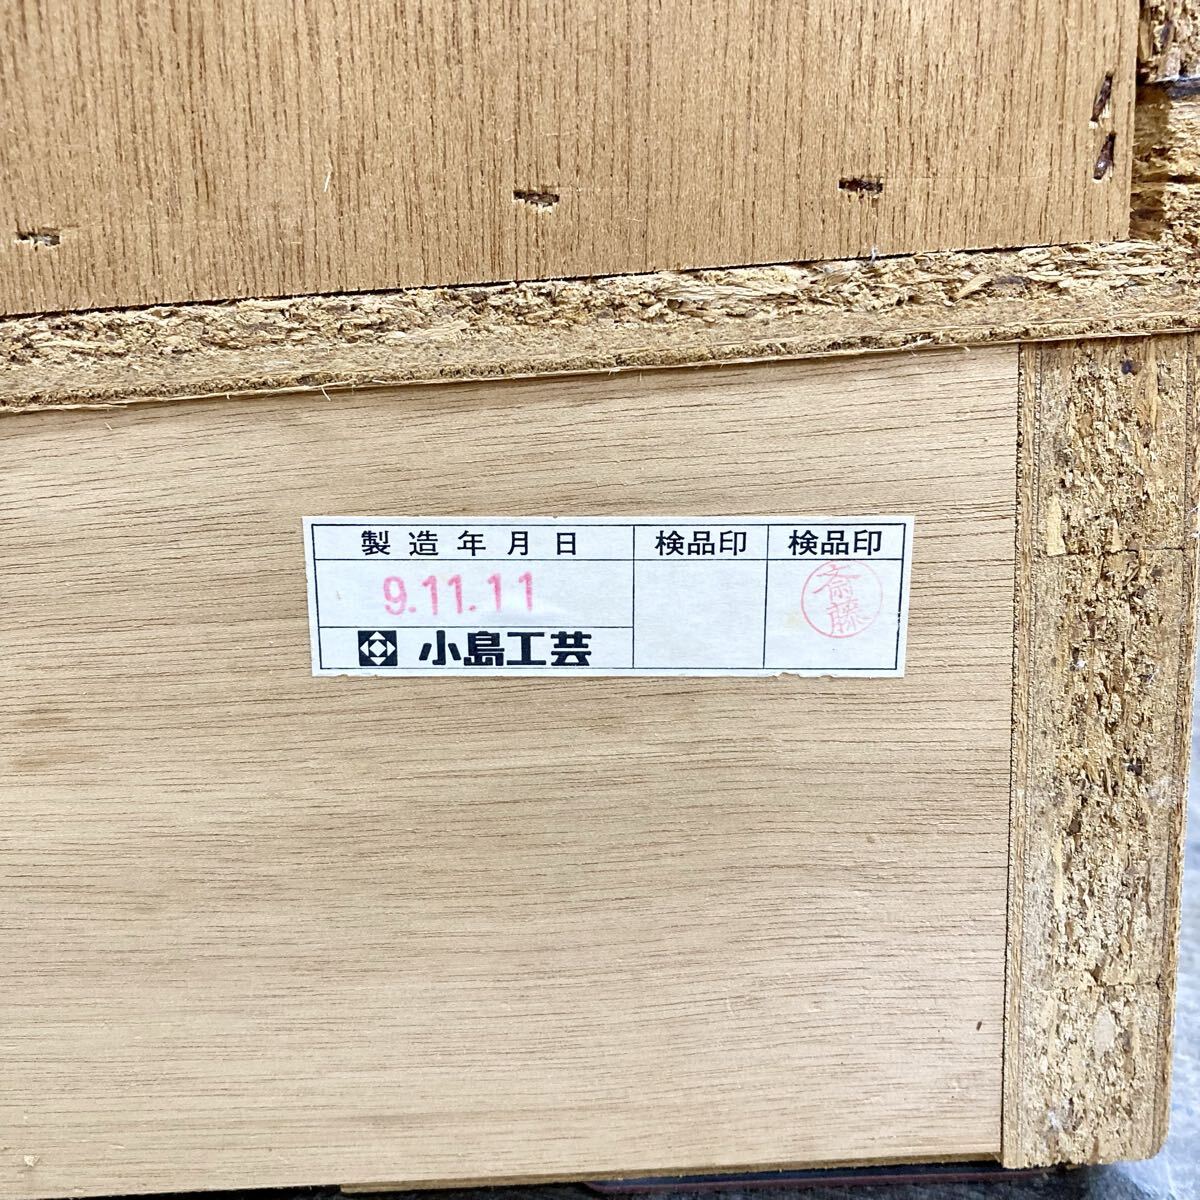 製造年月日 検品印 検品印
9.11.11
斎藤
小島工芸